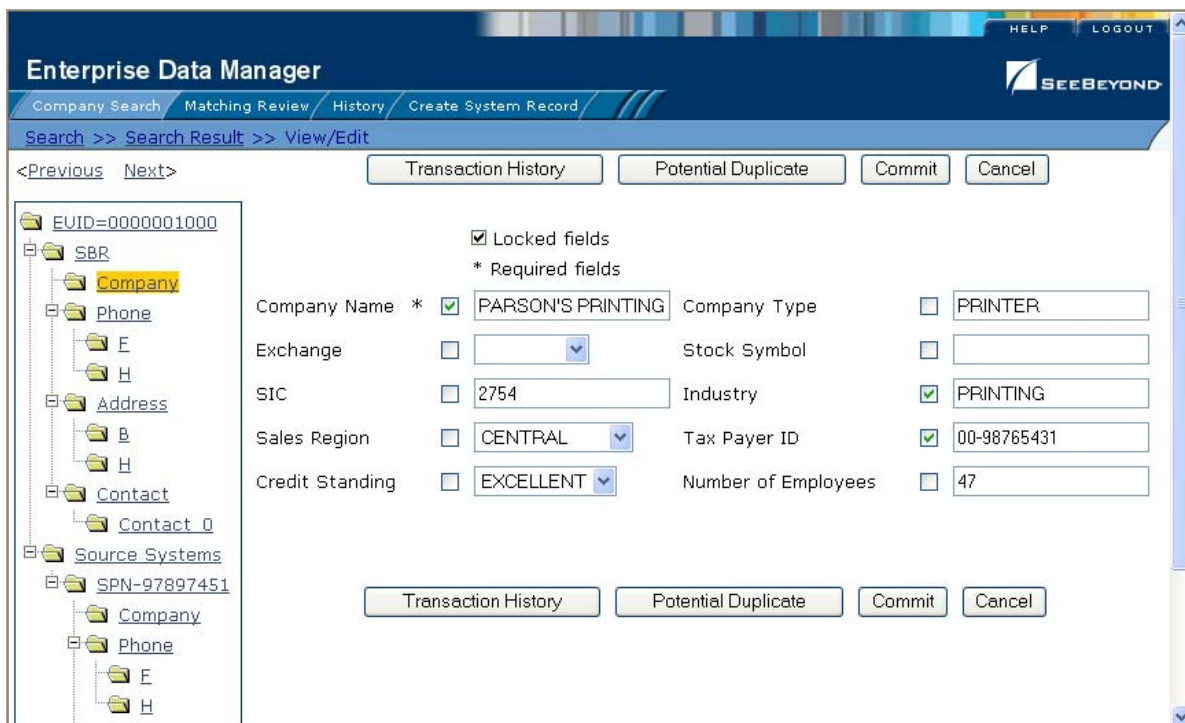 HELP LOGOUT
Enterprise Data Manager
SEEBEYOND
Company Search Matching Review History Create System Record
Search >> Search Result >> View/Edit
<Previous Next>
Transaction History Potential Duplicate Commit Cancel
EUID=0000001000
SBR
Company
Phone
F
H
Address
B
H
Contact
Contact_0
Source Systems
SPN-97897451
Company
Phone
F
H
Locked fields
* Required fields
Company Name * PARSON'S PRINTING Company Type PRINTER
Exchange Stock Symbol
SIC 2754 Industry PRINTING
Sales Region CENTRAL Tax Payer ID 00-98765431
Credit Standing EXCELLENT Number of Employees 47
Transaction History Potential Duplicate Commit Cancel